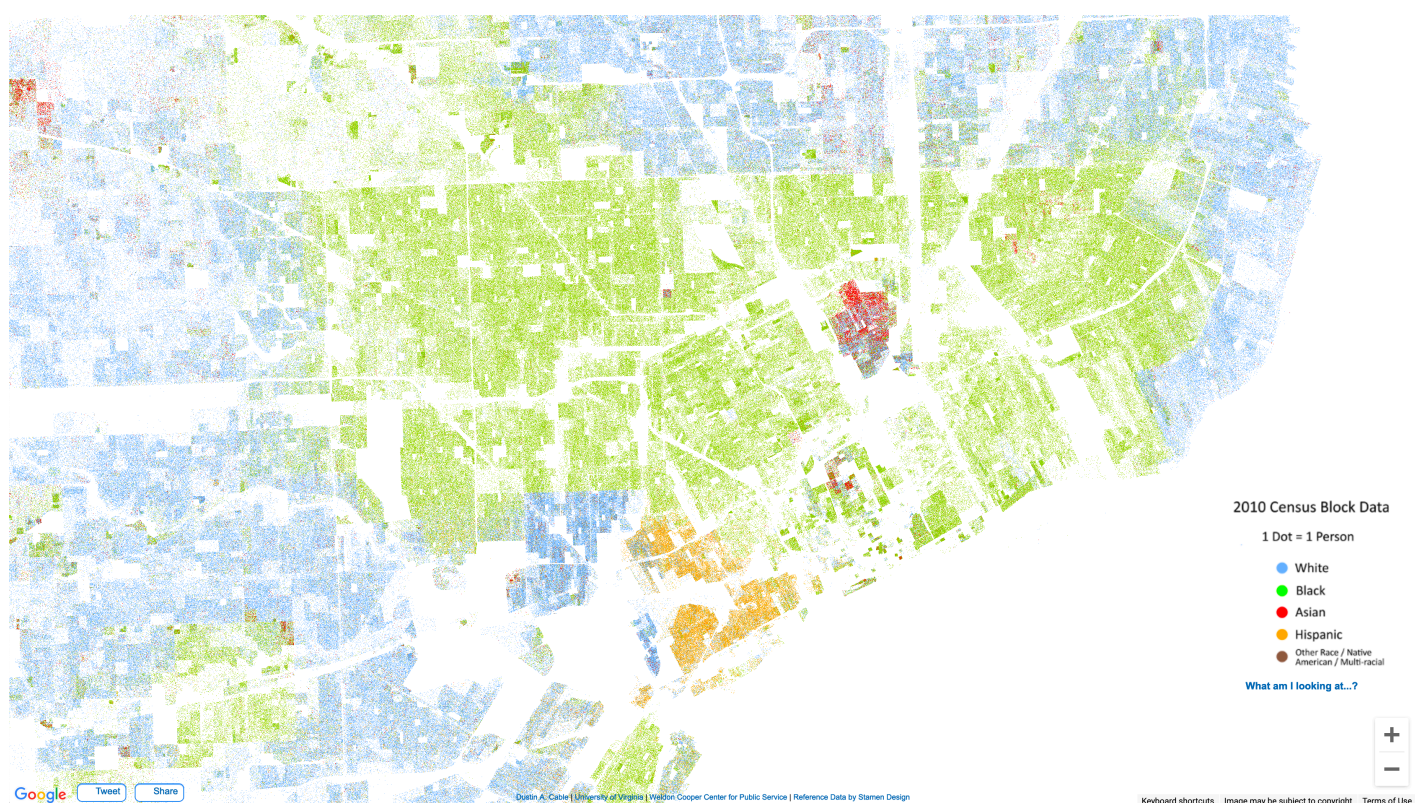 2010 Census Block Data
1 Dot = 1 Person
White
Black
Asian
Hispanic
Other Race / Native
American / Multi-racial
What am I looking at...?
+
−
Google
Tweet
Share
Dustin A. Cable | University of Virginia | Weldon Cooper Center for Public Service | Reference Data by Stamen Design
Keyboard shortcuts
Image may be subject to copyright
Terms of Use